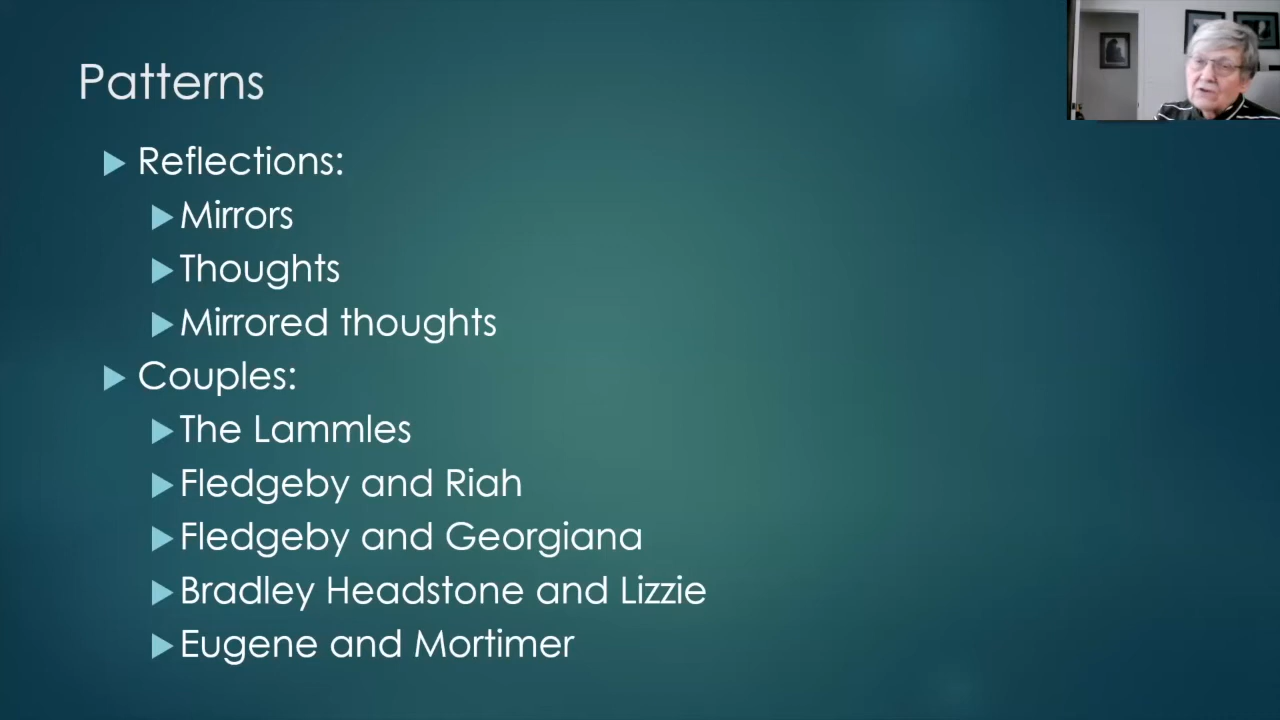 Patterns
Reflections:
Mirrors
Thoughts
Mirrored thoughts
Couples:
The Lammles
Fledgeby and Riah
Fledgeby and Georgiana
Bradley Headstone and Lizzie
Eugene and Mortimer